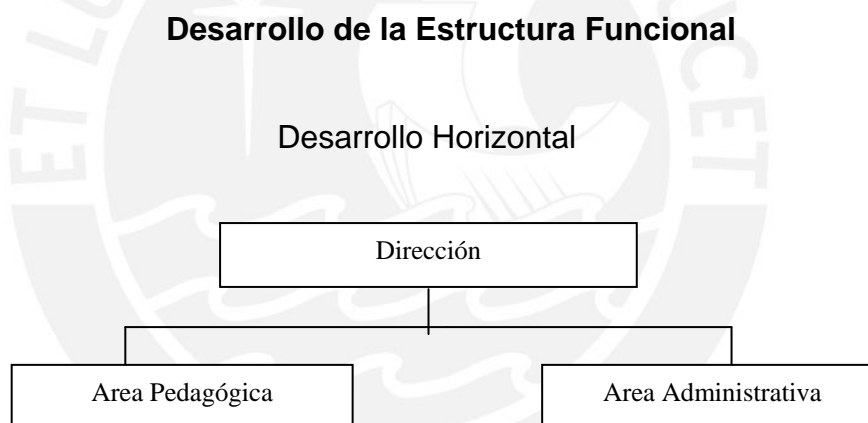 Desarrollo de la Estructura Funcional
Desarrollo Horizontal
Dirección
Area Pedagógica
Area Administrativa